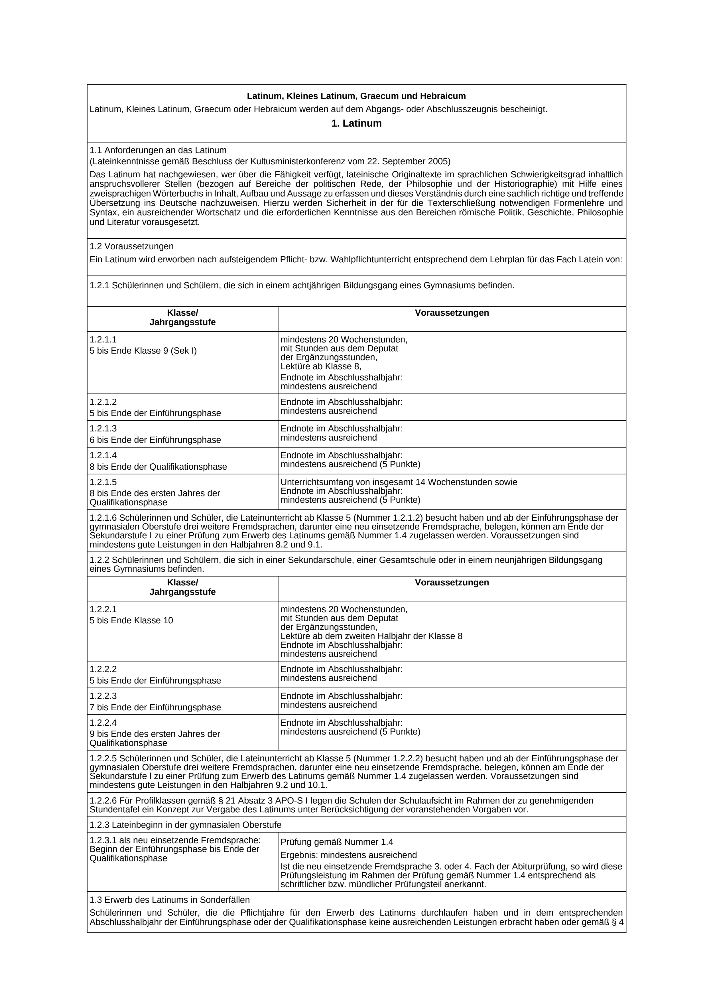 Latinum, Kleines Latinum, Graecum und Hebraicum
Latinum, Kleines Latinum, Graecum oder Hebraicum werden auf dem Abgangs- oder Abschlusszeugnis bescheinigt.
1. Latinum
1.1 Anforderungen an das Latinum
(Lateinkenntnisse gemäß Beschluss der Kultusministerkonferenz vom 22. September 2005)
Das Latinum hat nachgewiesen, wer über die Fähigkeit verfügt, lateinische Originaltexte im sprachlichen Schwierigkeitsgrad inhaltlich
anspruchsvollerer Stellen (bezogen auf Bereiche der politischen Rede, der Philosophie und der Historiographie) mit Hilfe eines
zweisprachigen Wörterbuchs in Inhalt, Aufbau und Aussage zu erfassen und dieses Verständnis durch eine sachlich richtige und treffende
Übersetzung ins Deutsche nachzuweisen. Hierzu werden Sicherheit in der für die Texterschließung notwendigen Formenlehre und
Syntax, ein ausreichender Wortschatz und die erforderlichen Kenntnisse aus den Bereichen römische Politik, Geschichte, Philosophie
und Literatur vorausgesetzt.
1.2 Voraussetzungen
Ein Latinum wird erworben nach aufsteigendem Pflicht- bzw. Wahlpflichtunterricht entsprechend dem Lehrplan für das Fach Latein von:
1.2.1 Schülerinnen und Schülern, die sich in einem achtjährigen Bildungsgang eines Gymnasiums befinden.
Klasse/
Jahrgangsstufe
Voraussetzungen
1.2.1.1
5 bis Ende Klasse 9 (Sek I)
mindestens 20 Wochenstunden,
mit Stunden aus dem Deputat
der Ergänzungsstunden,
Lektüre ab Klasse 8,
Endnote im Abschlusshalbjahr:
mindestens ausreichend
1.2.1.2
5 bis Ende der Einführungsphase
Endnote im Abschlusshalbjahr:
mindestens ausreichend
1.2.1.3
6 bis Ende der Einführungsphase
Endnote im Abschlusshalbjahr:
mindestens ausreichend
1.2.1.4
8 bis Ende der Qualifikationsphase
Endnote im Abschlusshalbjahr:
mindestens ausreichend (5 Punkte)
1.2.1.5
8 bis Ende des ersten Jahres der
Qualifikationsphase
Unterrichtsumfang von insgesamt 14 Wochenstunden sowie
Endnote im Abschlusshalbjahr:
mindestens ausreichend (5 Punkte)
1.2.1.6 Schülerinnen und Schüler, die Lateinunterricht ab Klasse 5 (Nummer 1.2.1.2) besucht haben und ab der Einführungsphase der
gymnasialen Oberstufe drei weitere Fremdsprachen, darunter eine neu einsetzende Fremdsprache, belegen, können am Ende der
Sekundarstufe I zu einer Prüfung zum Erwerb des Latinums gemäß Nummer 1.4 zugelassen werden. Voraussetzungen sind
mindestens gute Leistungen in den Halbjahren 8.2 und 9.1.
1.2.2 Schülerinnen und Schülern, die sich in einer Sekundarschule, einer Gesamtschule oder in einem neunjährigen Bildungsgang
eines Gymnasiums befinden.
Klasse/
Jahrgangsstufe
Voraussetzungen
1.2.2.1
5 bis Ende Klasse 10
mindestens 20 Wochenstunden,
mit Stunden aus dem Deputat
der Ergänzungsstunden,
Lektüre ab dem zweiten Halbjahr der Klasse 8
Endnote im Abschlusshalbjahr:
mindestens ausreichend
1.2.2.2
5 bis Ende der Einführungsphase
Endnote im Abschlusshalbjahr:
mindestens ausreichend
1.2.2.3
7 bis Ende der Einführungsphase
Endnote im Abschlusshalbjahr:
mindestens ausreichend
1.2.2.4
9 bis Ende des ersten Jahres der
Qualifikationsphase
Endnote im Abschlusshalbjahr:
mindestens ausreichend (5 Punkte)
1.2.2.5 Schülerinnen und Schüler, die Lateinunterricht ab Klasse 5 (Nummer 1.2.2.2) besucht haben und ab der Einführungsphase der
gymnasialen Oberstufe drei weitere Fremdsprachen, darunter eine neu einsetzende Fremdsprache, belegen, können am Ende der
Sekundarstufe l zu einer Prüfung zum Erwerb des Latinums gemäß Nummer 1.4 zugelassen werden. Voraussetzungen sind
mindestens gute Leistungen in den Halbjahren 9.2 und 10.1.
1.2.2.6 Für Profilklassen gemäß § 21 Absatz 3 APO-S I legen die Schulen der Schulaufsicht im Rahmen der zu genehmigenden
Stundentafel ein Konzept zur Vergabe des Latinums unter Berücksichtigung der voranstehenden Vorgaben vor.
1.2.3 Lateinbeginn in der gymnasialen Oberstufe
1.2.3.1 als neu einsetzende Fremdsprache:
Beginn der Einführungsphase bis Ende der
Qualifikationsphase
Prüfung gemäß Nummer 1.4
Ergebnis: mindestens ausreichend
Ist die neu einsetzende Fremdsprache 3. oder 4. Fach der Abiturprüfung, so wird diese
Prüfungsleistung im Rahmen der Prüfung gemäß Nummer 1.4 entsprechend als
schriftlicher bzw. mündlicher Prüfungsteil anerkannt.
1.3 Erwerb des Latinums in Sonderfällen
Schülerinnen und Schüler, die die Pflichtjahre für den Erwerb des Latinums durchlaufen haben und in dem entsprechenden
Abschlusshalbjahr der Einführungsphase oder der Qualifikationsphase keine ausreichenden Leistungen erbracht haben oder gemäß § 4